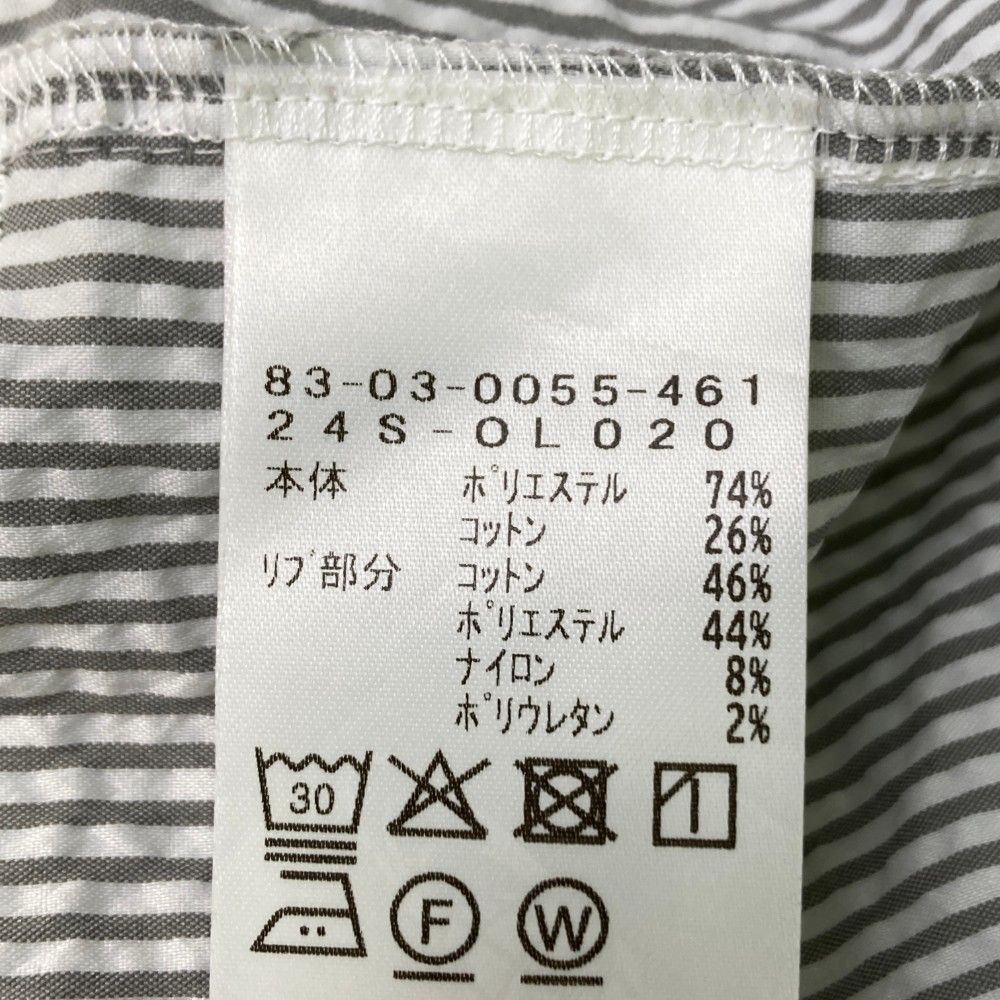 83-03-0055-461
24S-OL020
本体 ポリエステル 74%
コットン 26%
リブ部分 コットン 46%
ポリエステル 44%
ナイロン 8%
ポリウレタン 2%
30
F W